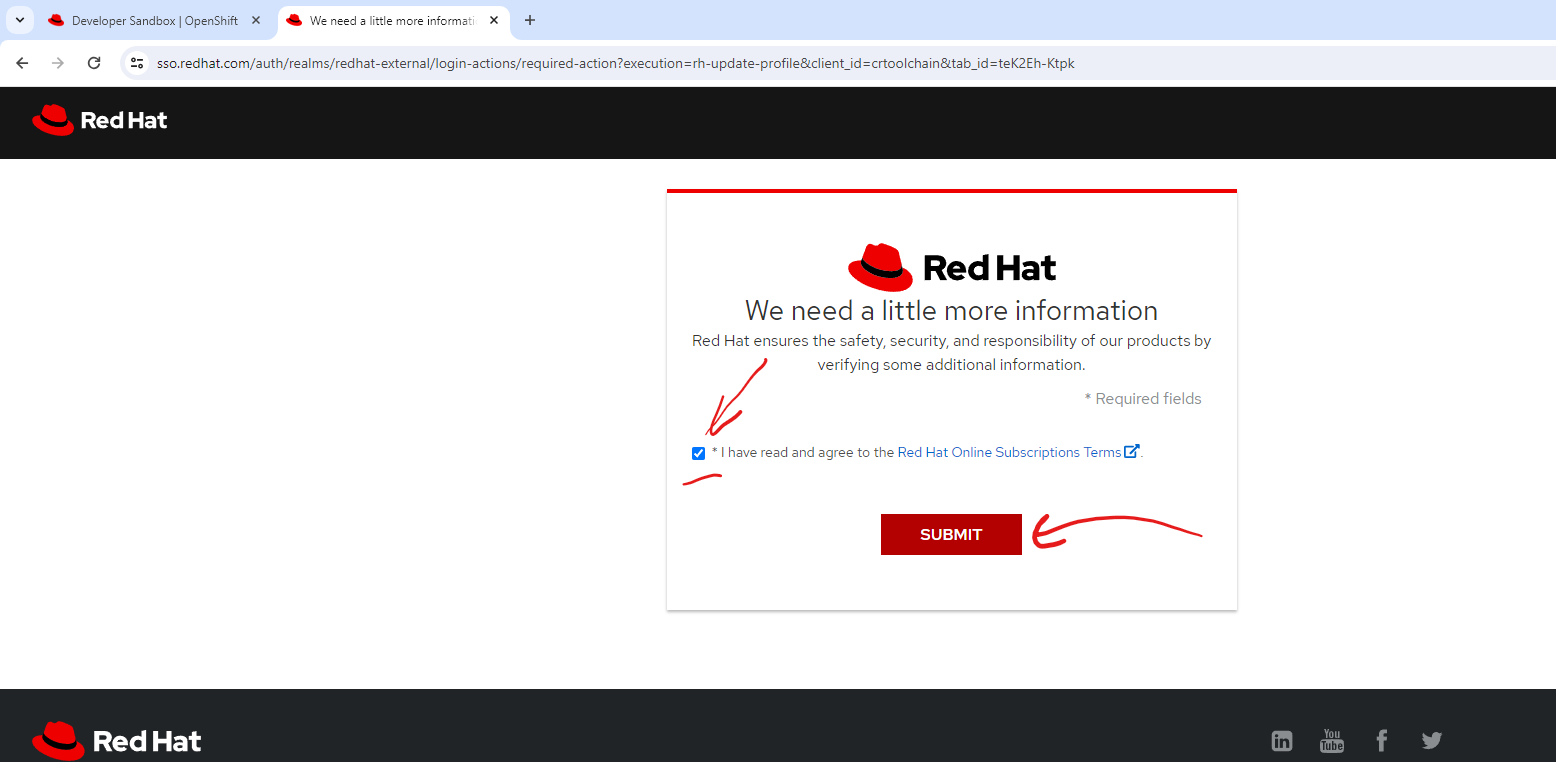 Developer Sandbox | OpenShift
We need a little more informati
sso.redhat.com/auth/realms/redhat-external/login-actions/required-action?execution=rh-update-profile&client_id=crtoolchain&tab_id=teK2Eh-Ktpk
Red Hat
Red Hat
We need a little more information
Red Hat ensures the safety, security, and responsibility of our products by
verifying some additional information.
* Required fields
* I have read and agree to the Red Hat Online Subscriptions Terms.
SUBMIT
Red Hat
in You Tube f